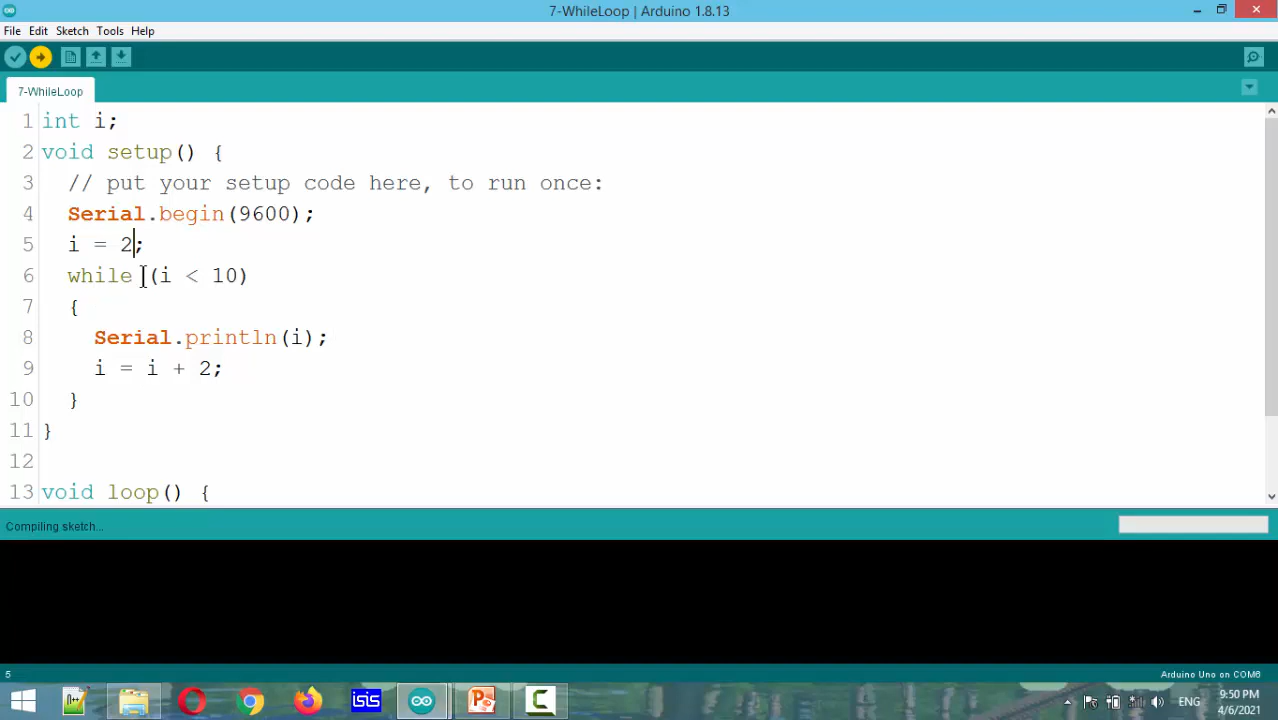 7-WhileLoop | Arduino 1.8.13
File Edit Sketch Tools Help
7-WhileLoop
1 int i;
2 void setup() {
3 // put your setup code here, to run once:
4 Serial.begin(9600);
5 i = 2;
6 while (i < 10)
7 {
8 Serial.println(i);
9 i = i + 2;
10 }
11 }
12
13 void loop() {
Compiling sketch...
5 Arduino Uno on COM6
isis
ENG
9:50 PM
4/6/2021